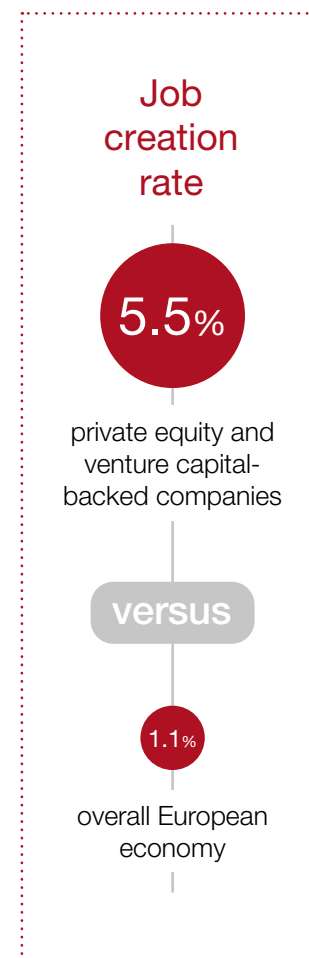 Job
creation
rate
5.5%
private equity and
venture capital-
backed companies
versus
1.1%
overall European
economy